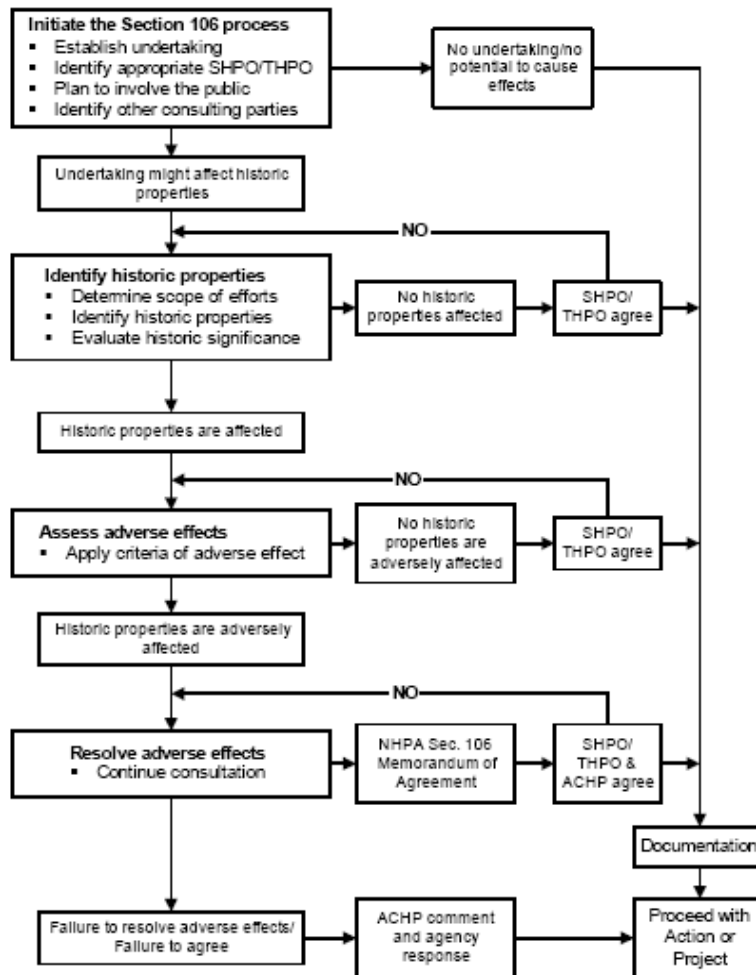 Initiate the Section 106 process
▪ Establish undertaking
▪ Identify appropriate SHPO/THPO
▪ Plan to involve the public
▪ Identify other consulting parties
No undertaking/no
potential to cause
effects
Undertaking might affect historic
properties
NO
Identify historic properties
▪ Determine scope of efforts
▪ Identify historic properties
▪ Evaluate historic significance
No historic
properties affected
SHPO/
THPO agree
Historic properties are affected
NO
Assess adverse effects
▪ Apply criteria of adverse effect
No historic
properties are
adversely affected
SHPO/
THPO agree
Historic properties are adversely
affected
NO
Resolve adverse effects
▪ Continue consultation
NHPA Sec. 106
Memorandum of
Agreement
SHPO/
THPO &
ACHP agree
Documentation
Failure to resolve adverse effects/
Failure to agree
ACHP comment
and agency
response
Proceed with
Action or
Project